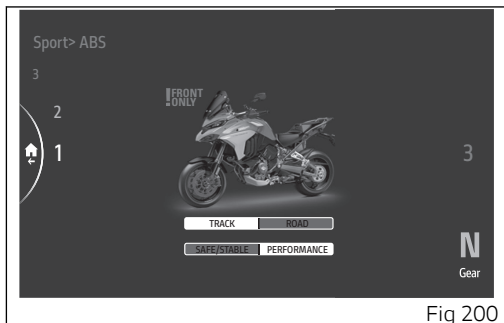 Sport> ABS
3
2
1
!FRONT
ONLY
3
TRACK ROAD
SAFE/STABLE PERFORMANCE
N
Gear
Fig 200